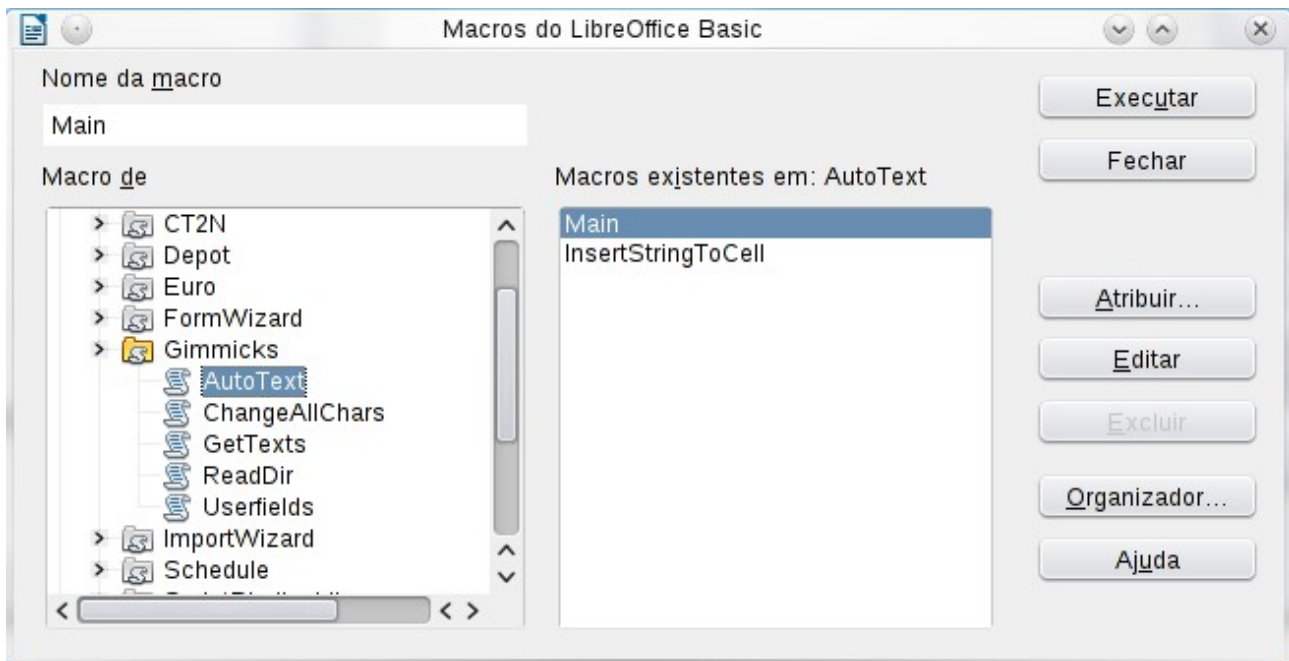 Macros do LibreOffice Basic
Nome da macro
Main
Macro de
CT2N
Depot
Euro
FormWizard
Gimmicks
AutoText
ChangeAllChars
GetTexts
ReadDir
Userfields
ImportWizard
Schedule
Macros existentes em: AutoText
Main
InsertStringToCell
Executar
Fechar
Atribuir...
Editar
Excluir
Organizador...
Ajuda